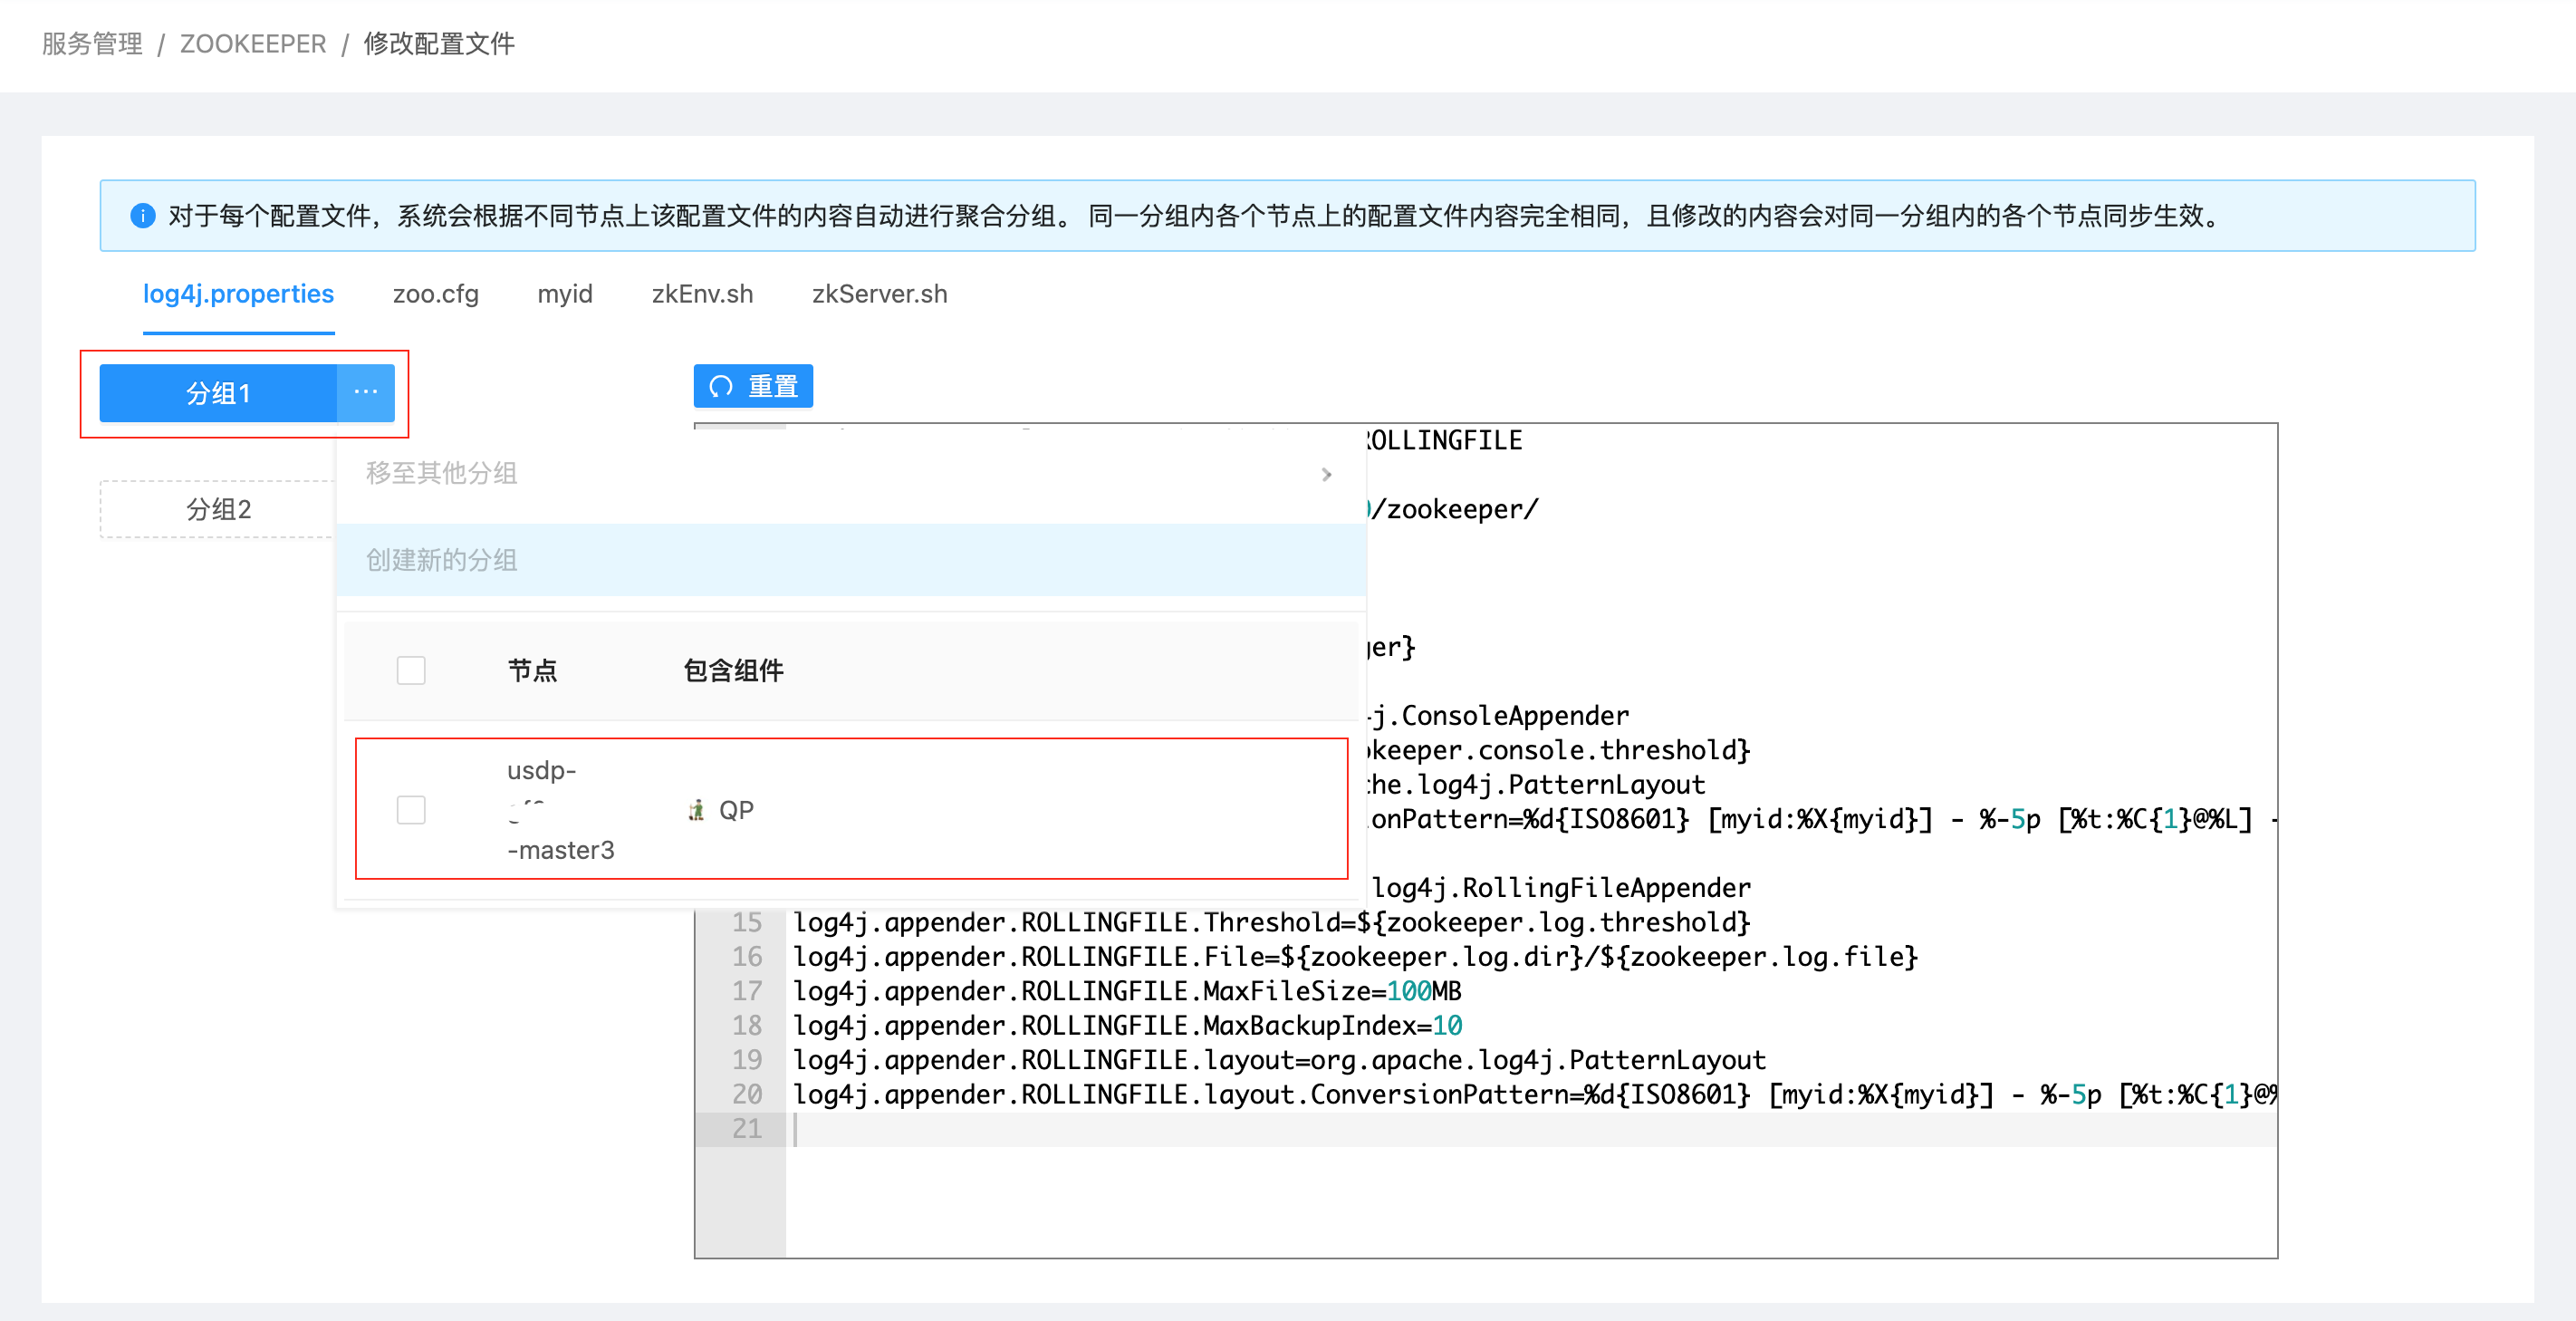 服务管理 / ZOOKEEPER / 修改配置文件
对于每个配置文件，系统会根据不同节点上该配置文件的内容自动进行聚合分组。 同一分组内各个节点上的配置文件内容完全相同，且修改的内容会对同一分组内的各个节点同步生效。
log4j.properties zoo.cfg myid zkEnv.sh zkServer.sh
分组1 ···
重置
分组2
移至其他分组
创建新的分组
节点 包含组件
usdp-
-master3
QP
ROLLINGFILE
/zookeeper/
ger}
j.ConsoleAppender
okeeper.console.threshold}
che.log4j.PatternLayout
ionPattern=%d{ISO8601} [myid:%X{myid}] - %-5p [%t:%C{1}@%L] -
log4j.RollingFileAppender
15 log4j.appender.ROLLINGFILE.Threshold=${zookeeper.log.threshold}
16 log4j.appender.ROLLINGFILE.File=${zookeeper.log.dir}/${zookeeper.log.file}
17 log4j.appender.ROLLINGFILE.MaxFileSize=100MB
18 log4j.appender.ROLLINGFILE.MaxBackupIndex=10
19 log4j.appender.ROLLINGFILE.layout=org.apache.log4j.PatternLayout
20 log4j.appender.ROLLINGFILE.layout.ConversionPattern=%d{ISO8601} [myid:%X{myid}] - %-5p [%t:%C{1}@%
21